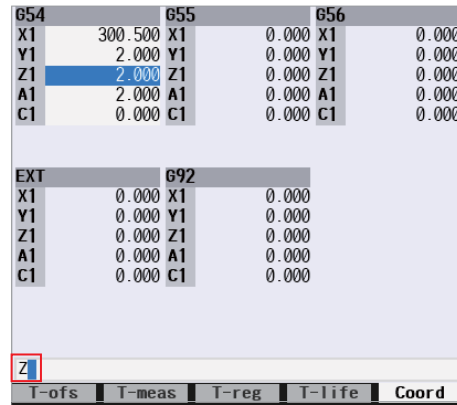 G54 G55 G56
X1 300.500 X1 0.000 X1 0.000
Y1 2.000 Y1 0.000 Y1 0.000
Z1 2.000 Z1 0.000 Z1 0.000
A1 2.000 A1 0.000 A1 0.000
C1 0.000 C1 0.000 C1 0.000
EXT G92
X1 0.000 X1 0.000
Y1 0.000 Y1 0.000
Z1 0.000 Z1 0.000
A1 0.000 A1 0.000
C1 0.000 C1 0.000
Z
T-ofs T-meas T-reg T-life Coord